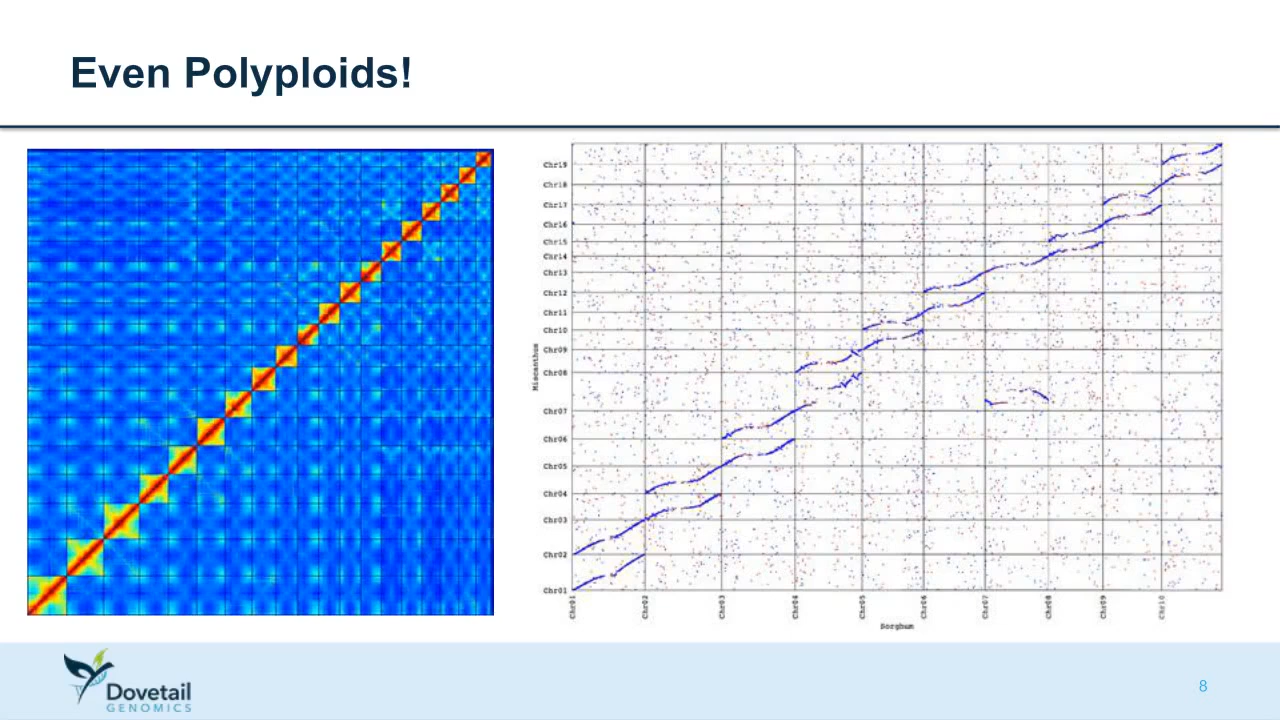 Even Polyploids!
Chr19
Chr18
Chr17
Chr16
Chr15
Chr14
Chr13
Chr12
Chr11
Chr10
Chr09
Chr08
Chr07
Chr06
Chr05
Chr04
Chr03
Chr02
Chr01
Miscanthus
Chr01
Chr02
Chr03
Chr04
Chr05
Chr06
Chr07
Chr08
Chr09
Chr10
Sorghum
Dovetail
GENOMICS
8